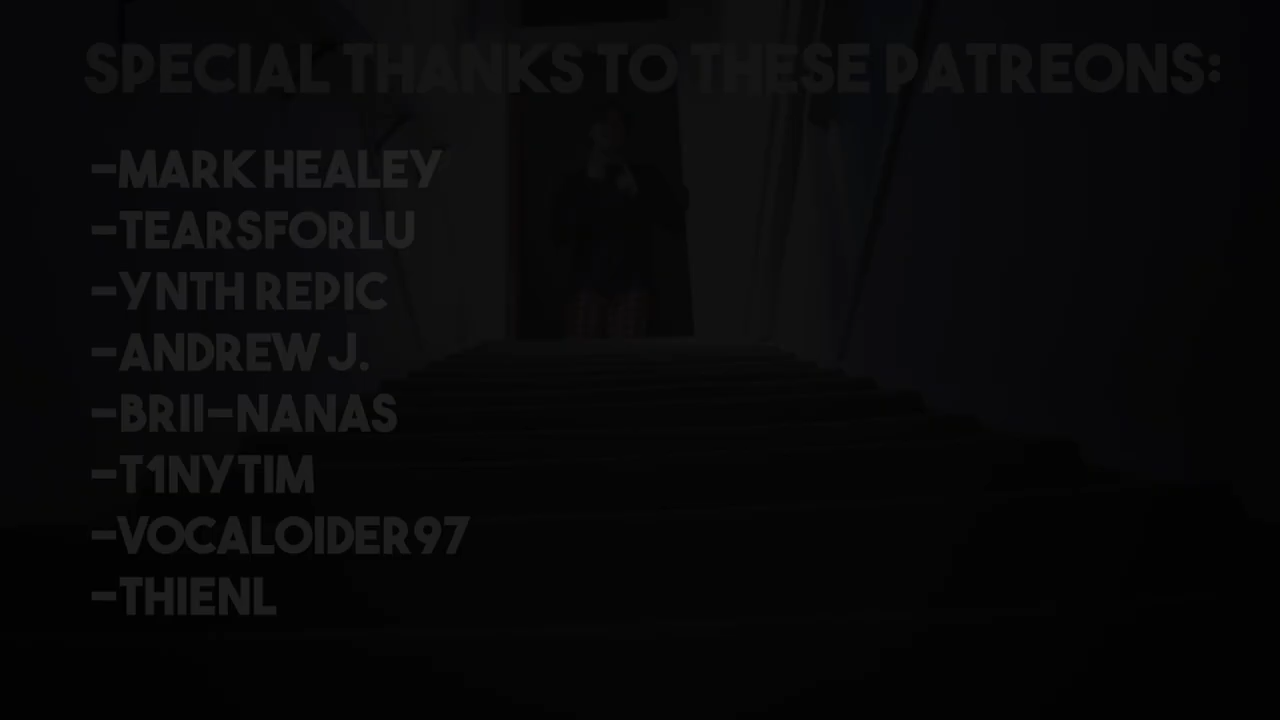 SPECIAL THANKS TO THESE PATREONS:
-MARK HEALEY
-TEARSFORLU
-YNTH REPIC
-ANDREW J.
-BRII-NANAS
-T1NYTIM
-VOCALOIDER97
-THIENL